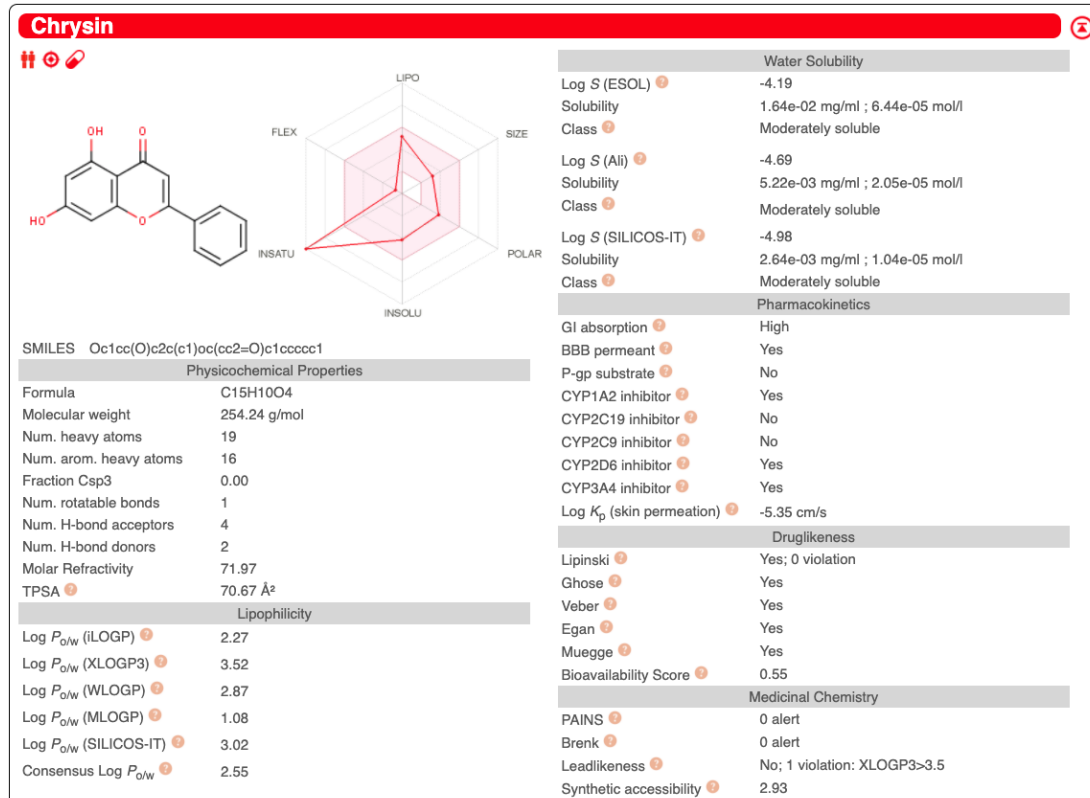 Chrysin
OH
O
HO
O
LIPO
FLEX
SIZE
INSATU
POLAR
INSOLU
SMILES Oc1cc(O)c2c(c1)oc(cc2=O)c1ccccc1
Physicochemical Properties
Formula C15H10O4
Molecular weight 254.24 g/mol
Num. heavy atoms 19
Num. arom. heavy atoms 16
Fraction Csp3 0.00
Num. rotatable bonds 1
Num. H-bond acceptors 4
Num. H-bond donors 2
Molar Refractivity 71.97
TPSA ? 70.67 Å²
Lipophilicity
Log Po/w (iLOGP) ? 2.27
Log Po/w (XLOGP3) ? 3.52
Log Po/w (WLOGP) ? 2.87
Log Po/w (MLOGP) ? 1.08
Log Po/w (SILICOS-IT) ? 3.02
Consensus Log Po/w ? 2.55
Water Solubility
Log S (ESOL) ? -4.19
Solubility 1.64e-02 mg/ml ; 6.44e-05 mol/l
Class ? Moderately soluble
Log S (Ali) ? -4.69
Solubility 5.22e-03 mg/ml ; 2.05e-05 mol/l
Class ? Moderately soluble
Log S (SILICOS-IT) ? -4.98
Solubility 2.64e-03 mg/ml ; 1.04e-05 mol/l
Class ? Moderately soluble
Pharmacokinetics
GI absorption ? High
BBB permeant ? Yes
P-gp substrate ? No
CYP1A2 inhibitor ? Yes
CYP2C19 inhibitor ? No
CYP2C9 inhibitor ? No
CYP2D6 inhibitor ? Yes
CYP3A4 inhibitor ? Yes
Log Kp (skin permeation) ? -5.35 cm/s
Druglikeness
Lipinski ? Yes; 0 violation
Ghose ? Yes
Veber ? Yes
Egan ? Yes
Muegge ? Yes
Bioavailability Score ? 0.55
Medicinal Chemistry
PAINS ? 0 alert
Brenk ? 0 alert
Leadlikeness ? No; 1 violation: XLOGP3>3.5
Synthetic accessibility ? 2.93